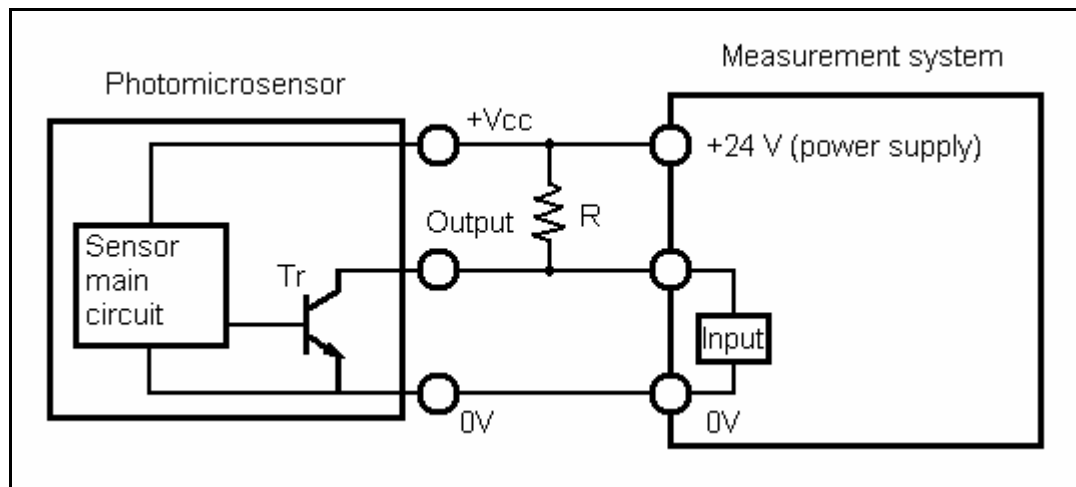 Measurement system
Photomicrosensor
+Vcc
+24 V (power supply)
Output
R
Sensor
main
circuit
Tr
Input
0V
0V